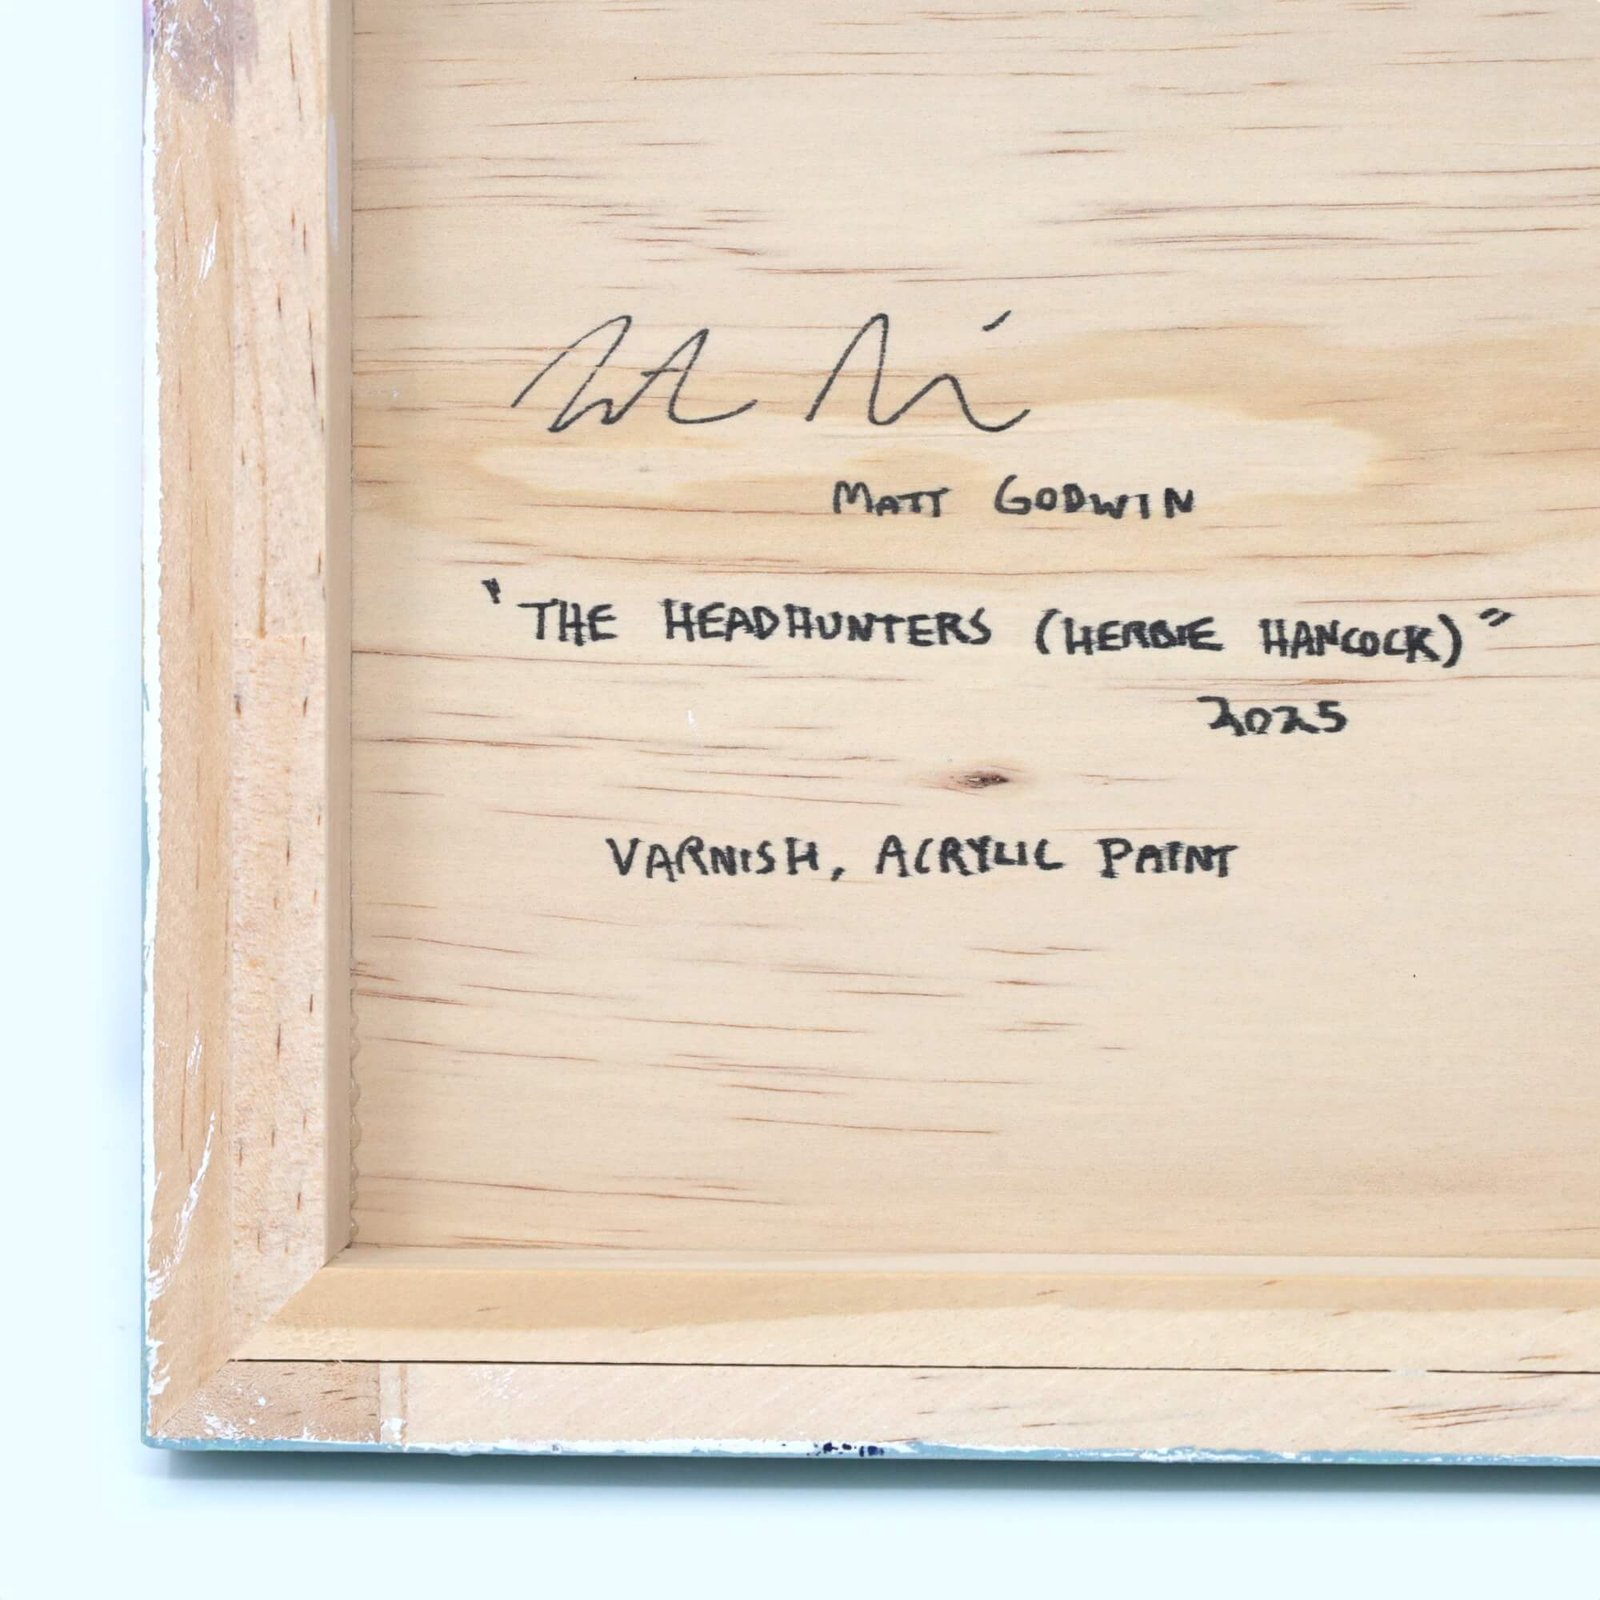 MATT GODWIN
"THE HEADHUNTERS (HERBIE HANCOCK)"
2025
VARNISH, ACRYLIC PAINT